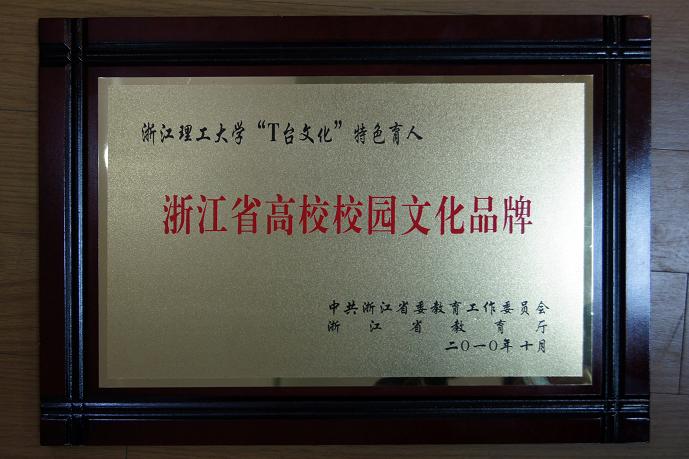 浙江理工大学“T台文化”特色育人
浙江省高校校园文化品牌
中共浙江省委教育工作委员会
浙江省教育厅
二〇一〇年十月